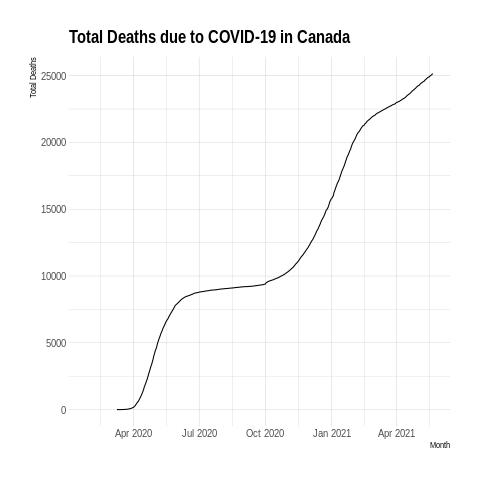 Total Deaths due to COVID-19 in Canada
Total Deaths
25000
20000
15000
10000
5000
0
Apr 2020 Jul 2020 Oct 2020 Jan 2021 Apr 2021
Month